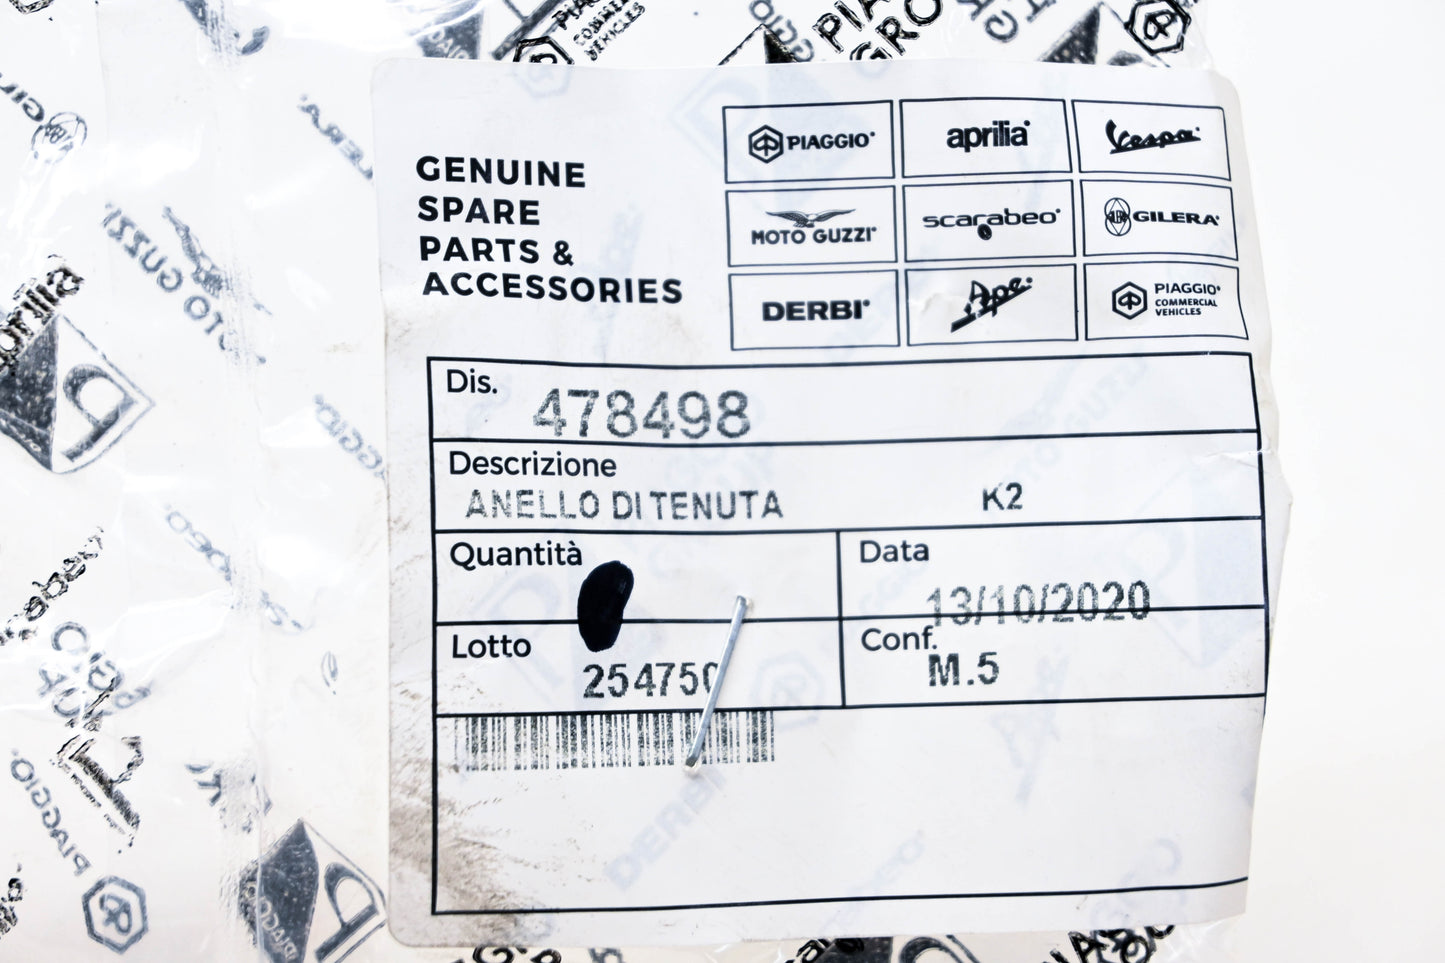 GENUINE
SPARE
PARTS &
ACCESSORIES
PIAGGIO
aprilia
Vespa
MOTO GUZZI
scarabeo
GILERA
DERBI
Ape
PIAGGIO
COMMERCIAL
VEHICLES
Dis.
478498
Descrizione
ANELLO DI TENUTA K2
Quantità
Data
13/10/2020
Lotto
Conf.
M.5